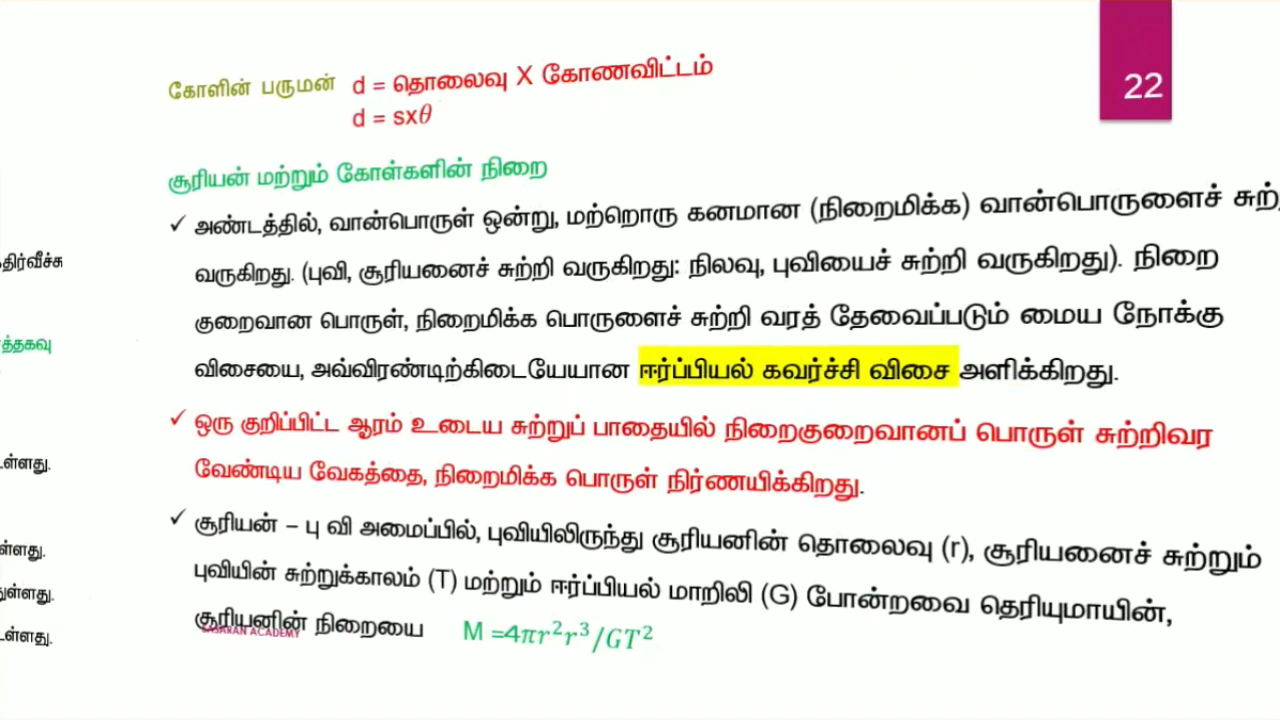 22
கோளின் பருமன் d = தொலைவு X கோணவிட்டம்
d = sxθ
சூரியன் மற்றும் கோள்களின் நிறை
✓ அண்டத்தில், வான்பொருள் ஒன்று, மற்றொரு கனமான (நிறைமிக்க) வான்பொருளைச்
வருகிறது. (புவி, சூரியனைச் சுற்றி வருகிறது: நிலவு, புவியைச் சுற்றி வருகிறது). நிறை
குறைவான பொருள், நிறைமிக்க பொருளைச் சுற்றி வரத் தேவைப்படும் மைய நோக்கு
விசையை, அவ்விரண்டிற்கிடையேயான ஈர்ப்பியல் கவர்ச்சி விசை அளிக்கிறது.
✓ ஒரு குறிப்பிட்ட ஆரம் உடைய சுற்றுப் பாதையில் நிறைகுறைவானப் பொருள் சுற்றிவர
வேண்டிய வேகத்தை, நிறைமிக்க பொருள் நிர்ணயிக்கிறது.
✓ சூரியன் – பு வி அமைப்பில், புவியிலிருந்து சூரியனின் தொலைவு (r), சூரியனைச் சுற்றும்
புவியின் சுற்றுக்காலம் (T) மற்றும் ஈர்ப்பியல் மாறிலி (G) போன்றவை தெரியுமாயின்,
சூரியனின் நிறையை M =4πr²r³/GT²
ACADEMY